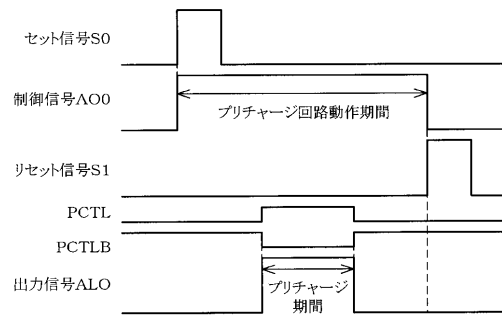 セット信号S0
制御信号AO0
プリチャージ回路動作期間
リセット信号S1
PCTL
PCTLB
出力信号ALO
プリチャージ
期間